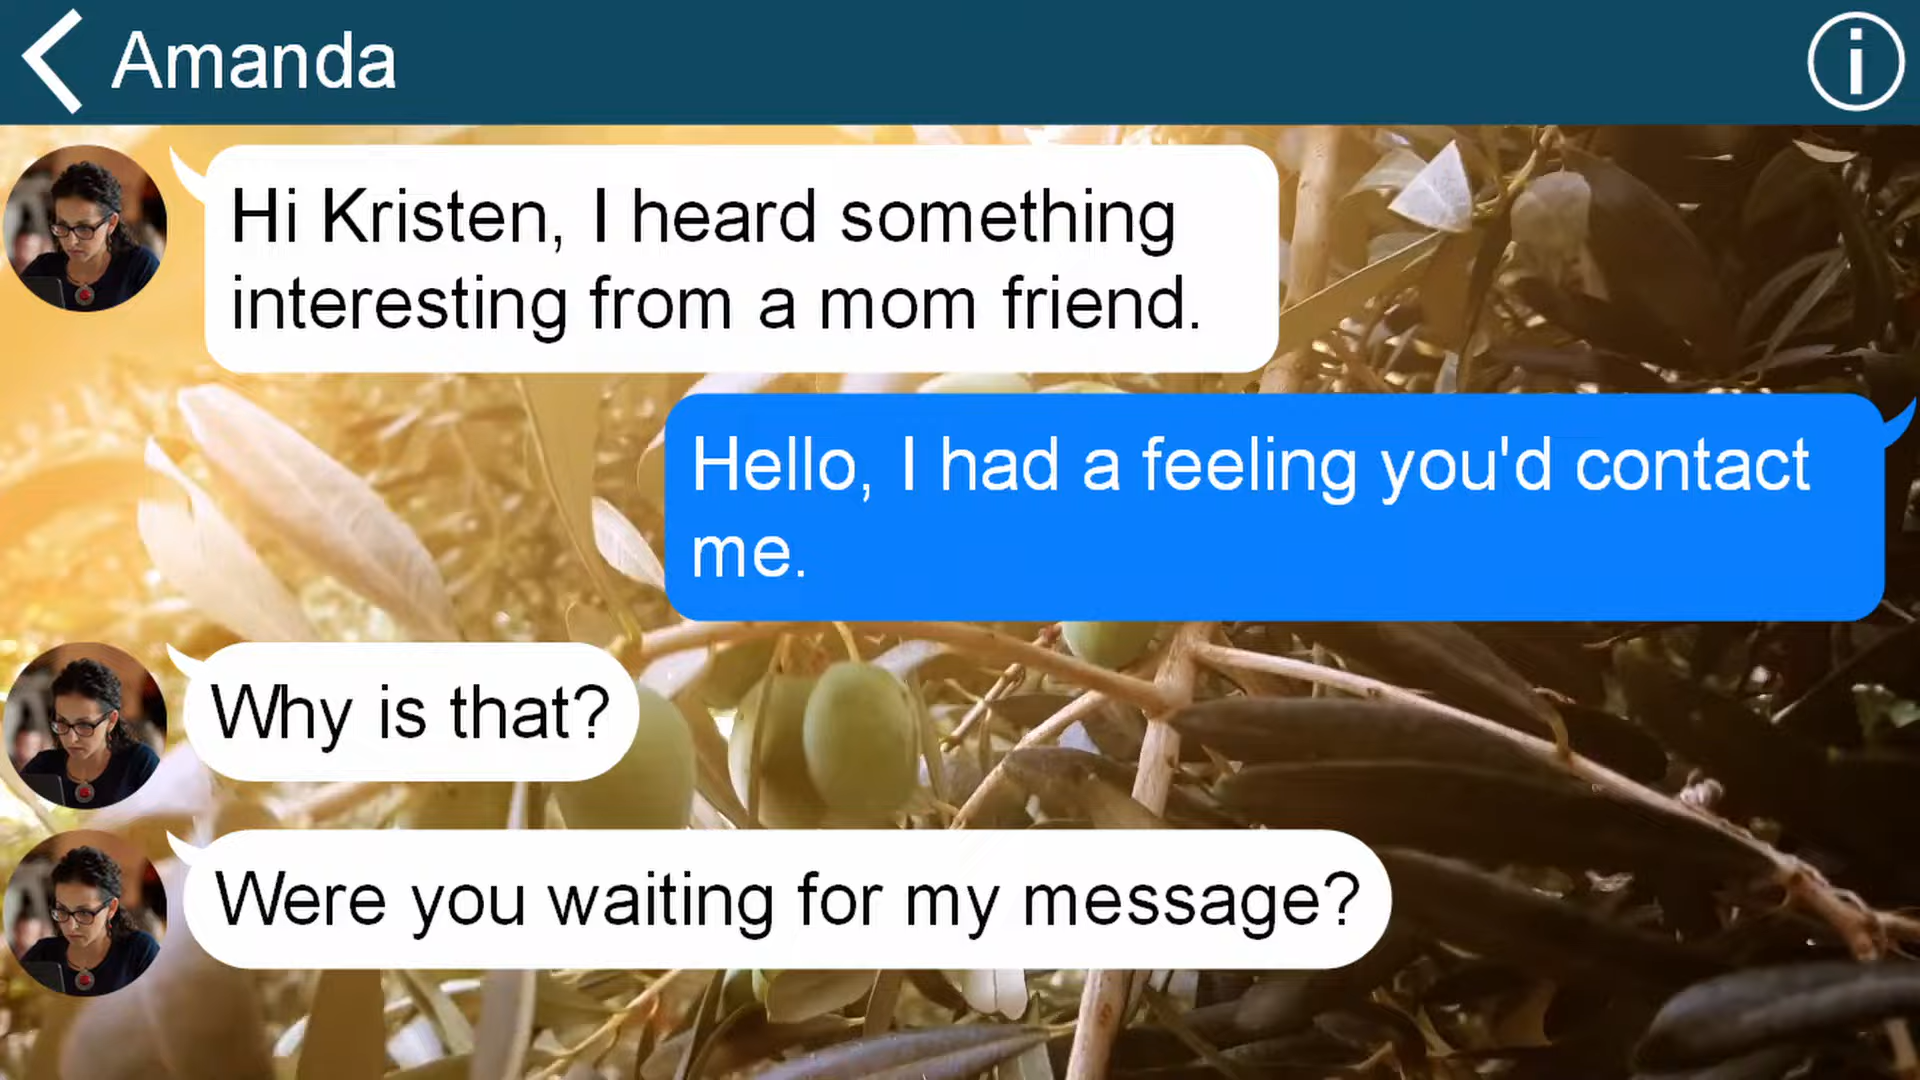 Amanda
Hi Kristen, I heard something
interesting from a mom friend.
Hello, I had a feeling you'd contact
me.
Why is that?
Were you waiting for my message?